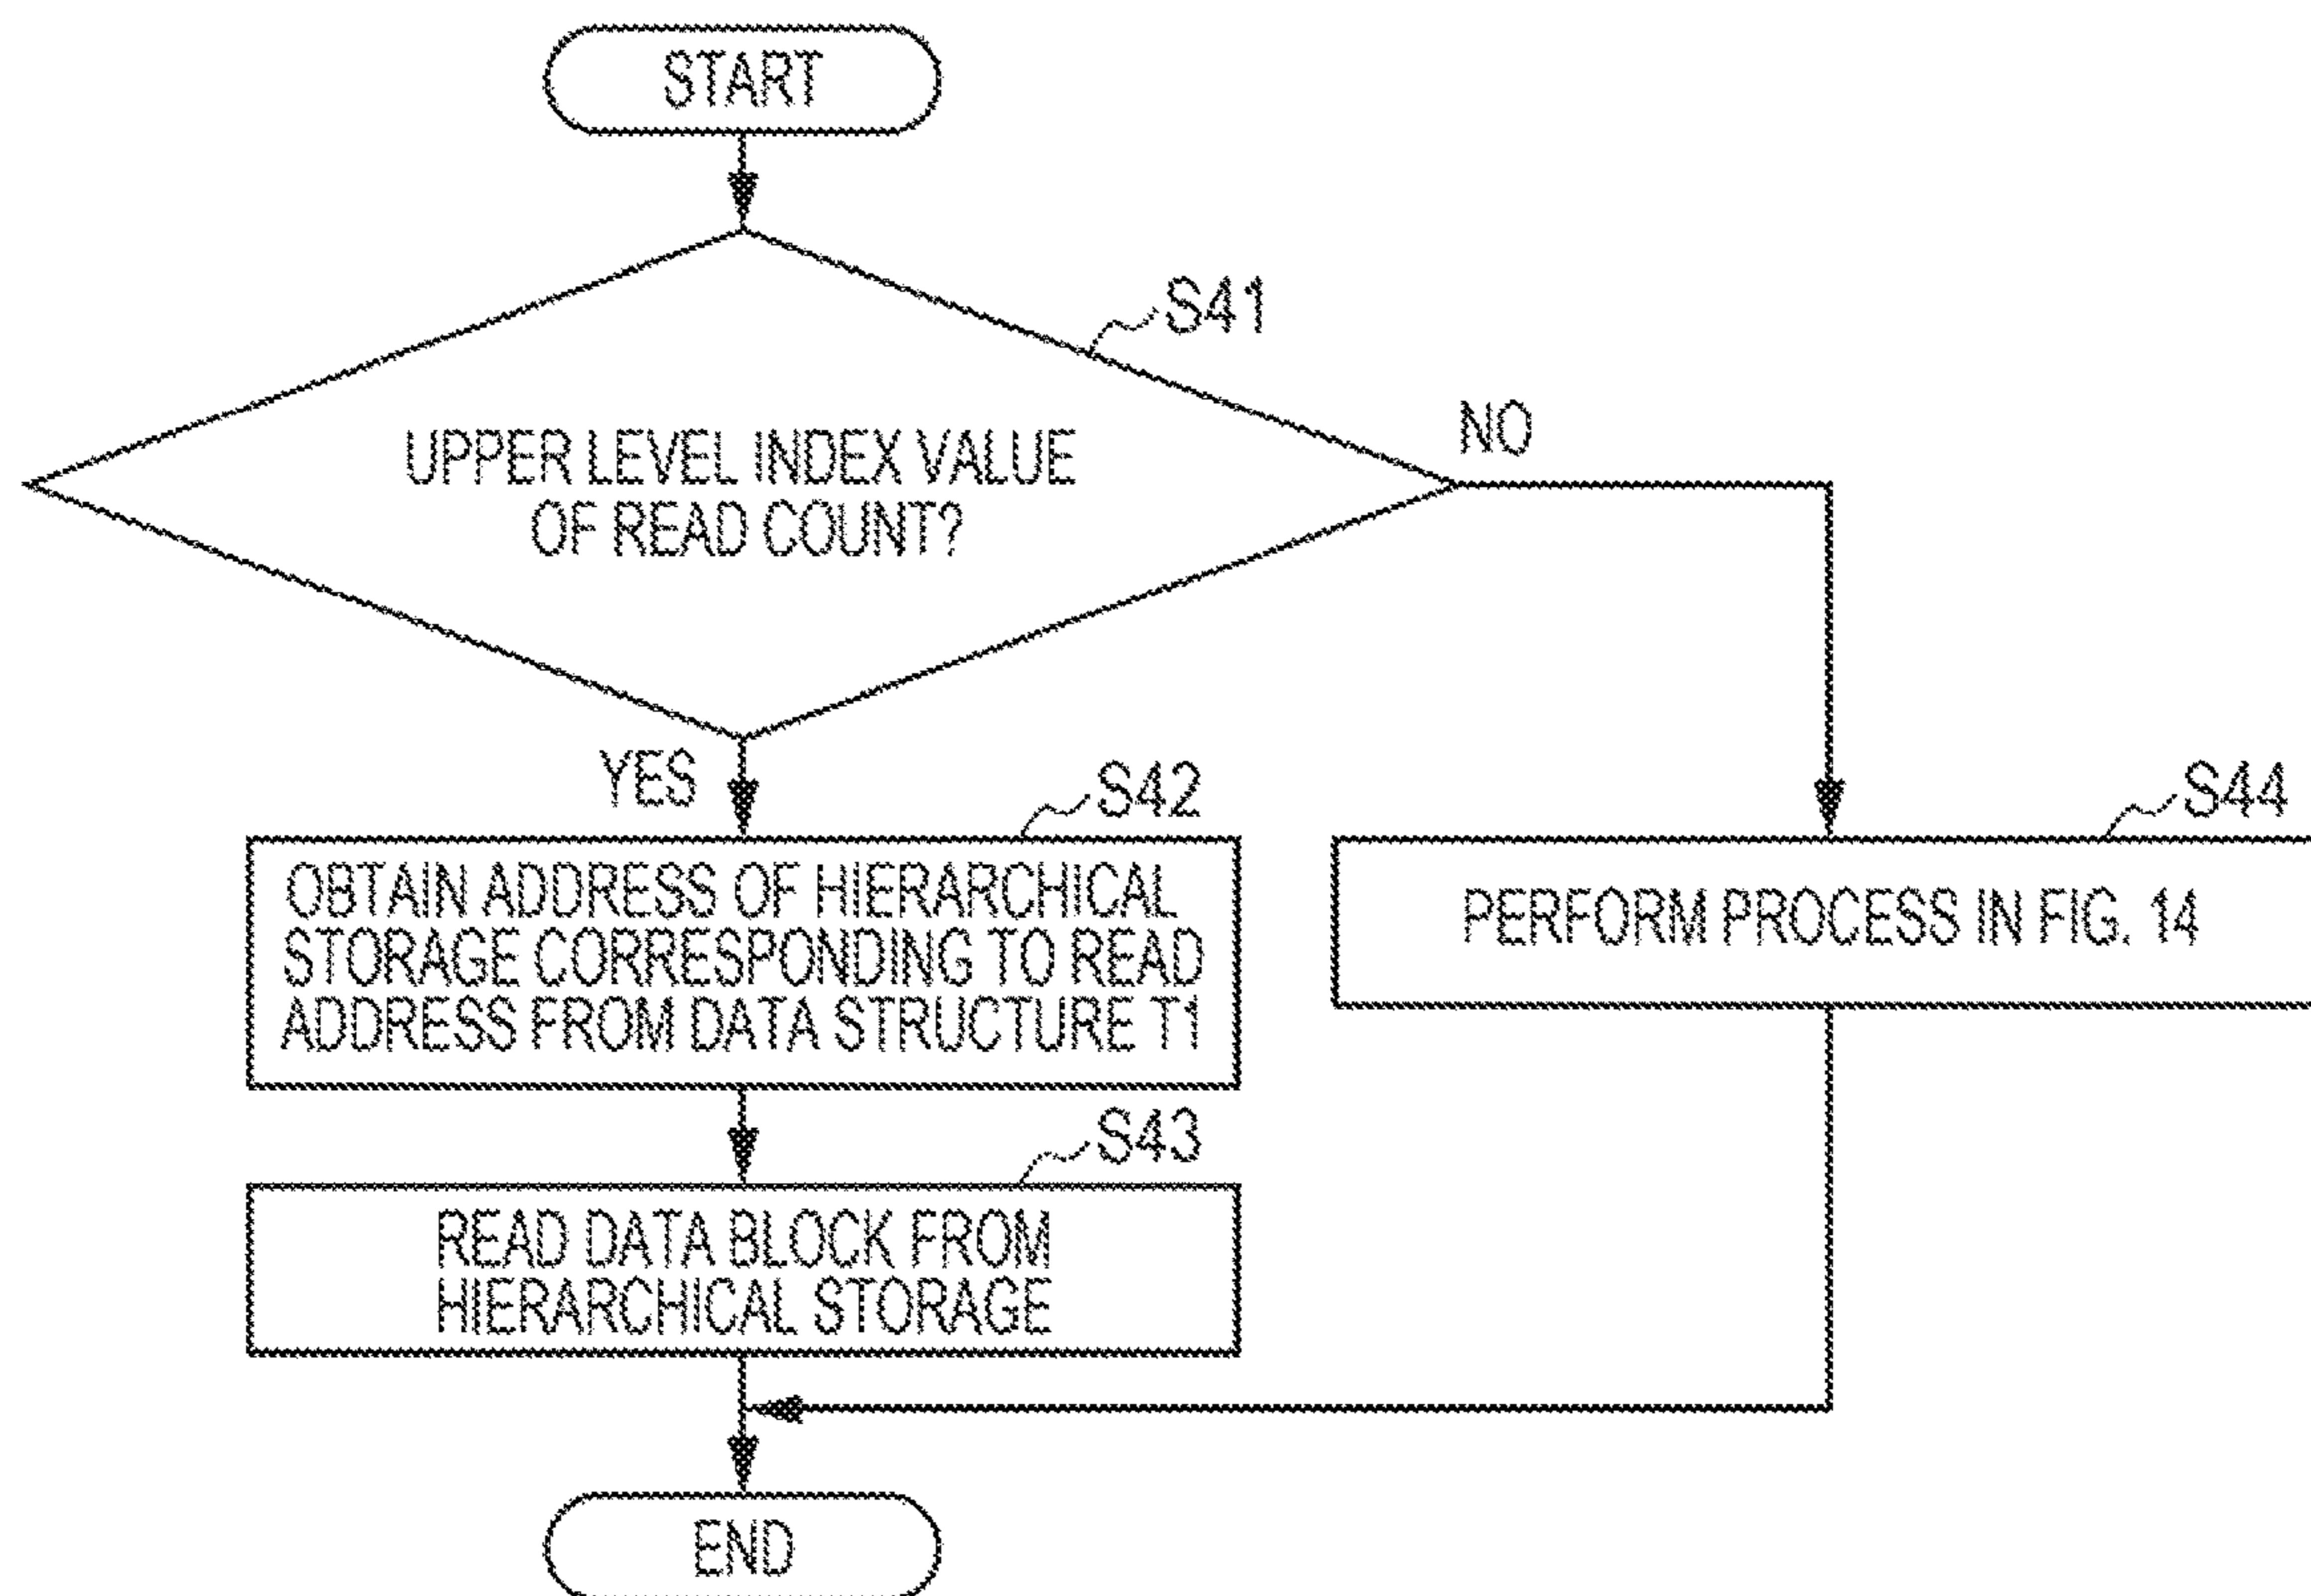 START
S41
UPPER LEVEL INDEX VALUE
OF READ COUNT?
NO
YES
S42
S44
OBTAIN ADDRESS OF HIERARCHICAL
STORAGE CORRESPONDING TO READ
ADDRESS FROM DATA STRUCTURE T1
PERFORM PROCESS IN FIG. 14
S43
READ DATA BLOCK FROM
HIERARCHICAL STORAGE
END